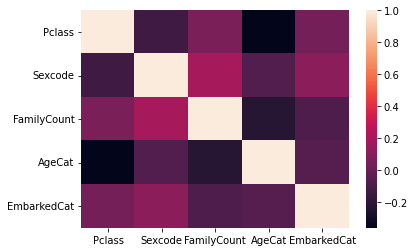 Pclass
Sexcode
FamilyCount
AgeCat
EmbarkedCat
Pclass Sexcode FamilyCount AgeCat EmbarkedCat
1.0
0.8
0.6
0.4
0.2
0.0
−0.2